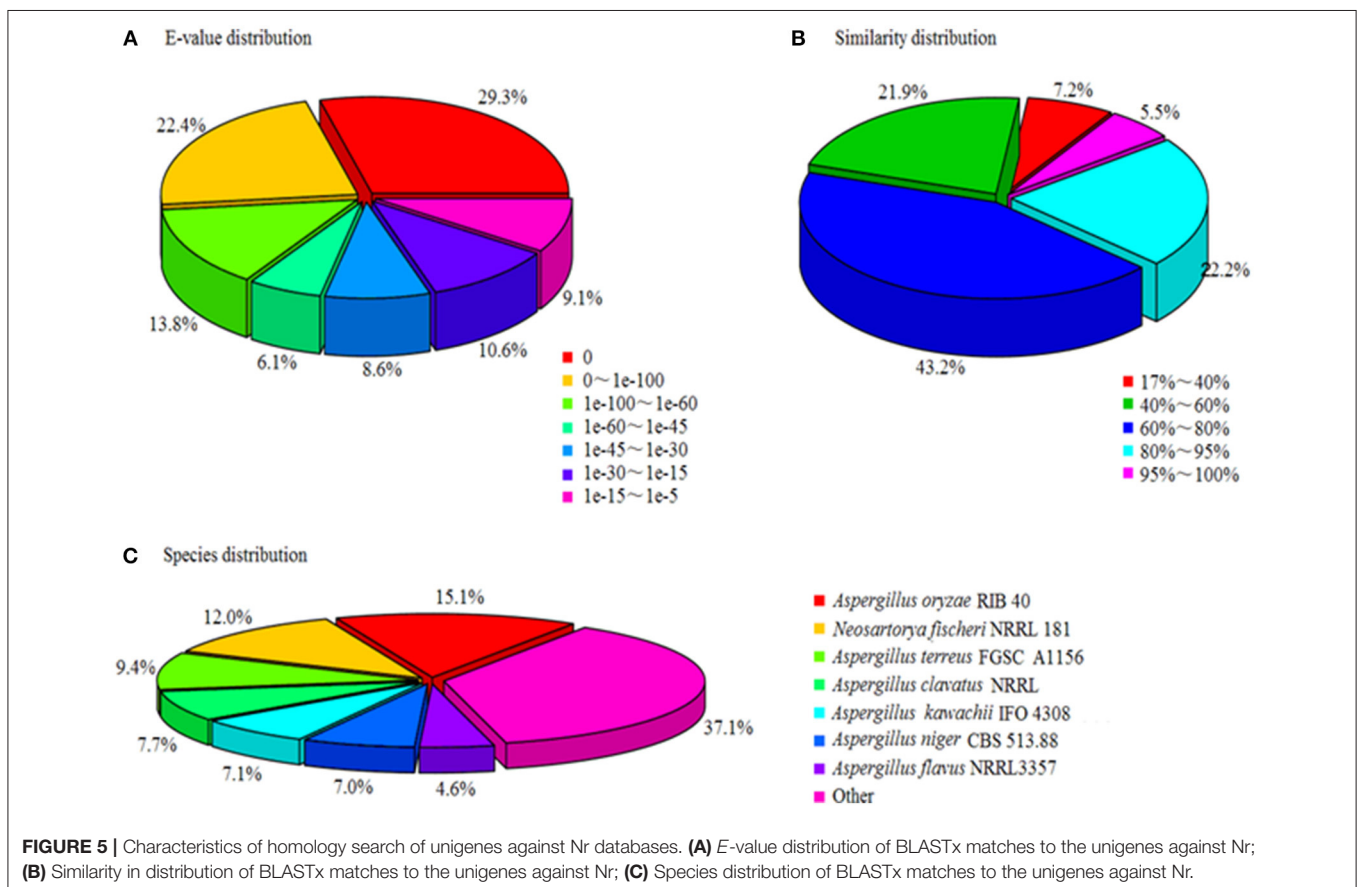 A E-value distribution
29.3%
22.4%
13.8%
6.1%
8.6%
10.6%
9.1%
0
0～1e-100
1e-100～1e-60
1e-60～1e-45
1e-45～1e-30
1e-30～1e-15
1e-15～1e-5
B Similarity distribution
21.9%
7.2%
5.5%
22.2%
43.2%
17%～40%
40%～60%
60%～80%
80%～95%
95%～100%
C Species distribution
15.1%
12.0%
9.4%
7.7%
7.1%
7.0%
4.6%
37.1%
Aspergillus oryzae RIB 40
Neosartorya fischeri NRRL 181
Aspergillus terreus FGSC A1156
Aspergillus clavatus NRRL
Aspergillus kawachii IFO 4308
Aspergillus niger CBS 513.88
Aspergillus flavus NRRL3357
Other
FIGURE 5 | Characteristics of homology search of unigenes against Nr databases. (A) E-value distribution of BLASTx matches to the unigenes against Nr;
(B) Similarity in distribution of BLASTx matches to the unigenes against Nr; (C) Species distribution of BLASTx matches to the unigenes against Nr.